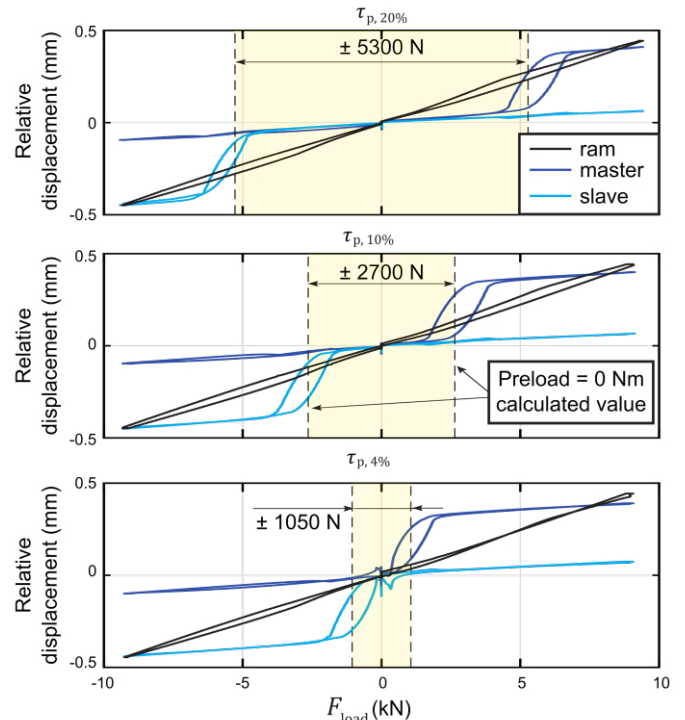 τp, 20%
0.5
± 5300 N
Relative
displacement (mm)
0
ram
master
slave
-0.5
τp, 10%
0.5
± 2700 N
Relative
displacement (mm)
0
Preload = 0 Nm
calculated value
-0.5
τp, 4%
0.5
± 1050 N
Relative
displacement (mm)
0
-0.5
-10 -5 0 5 10
Fload (kN)